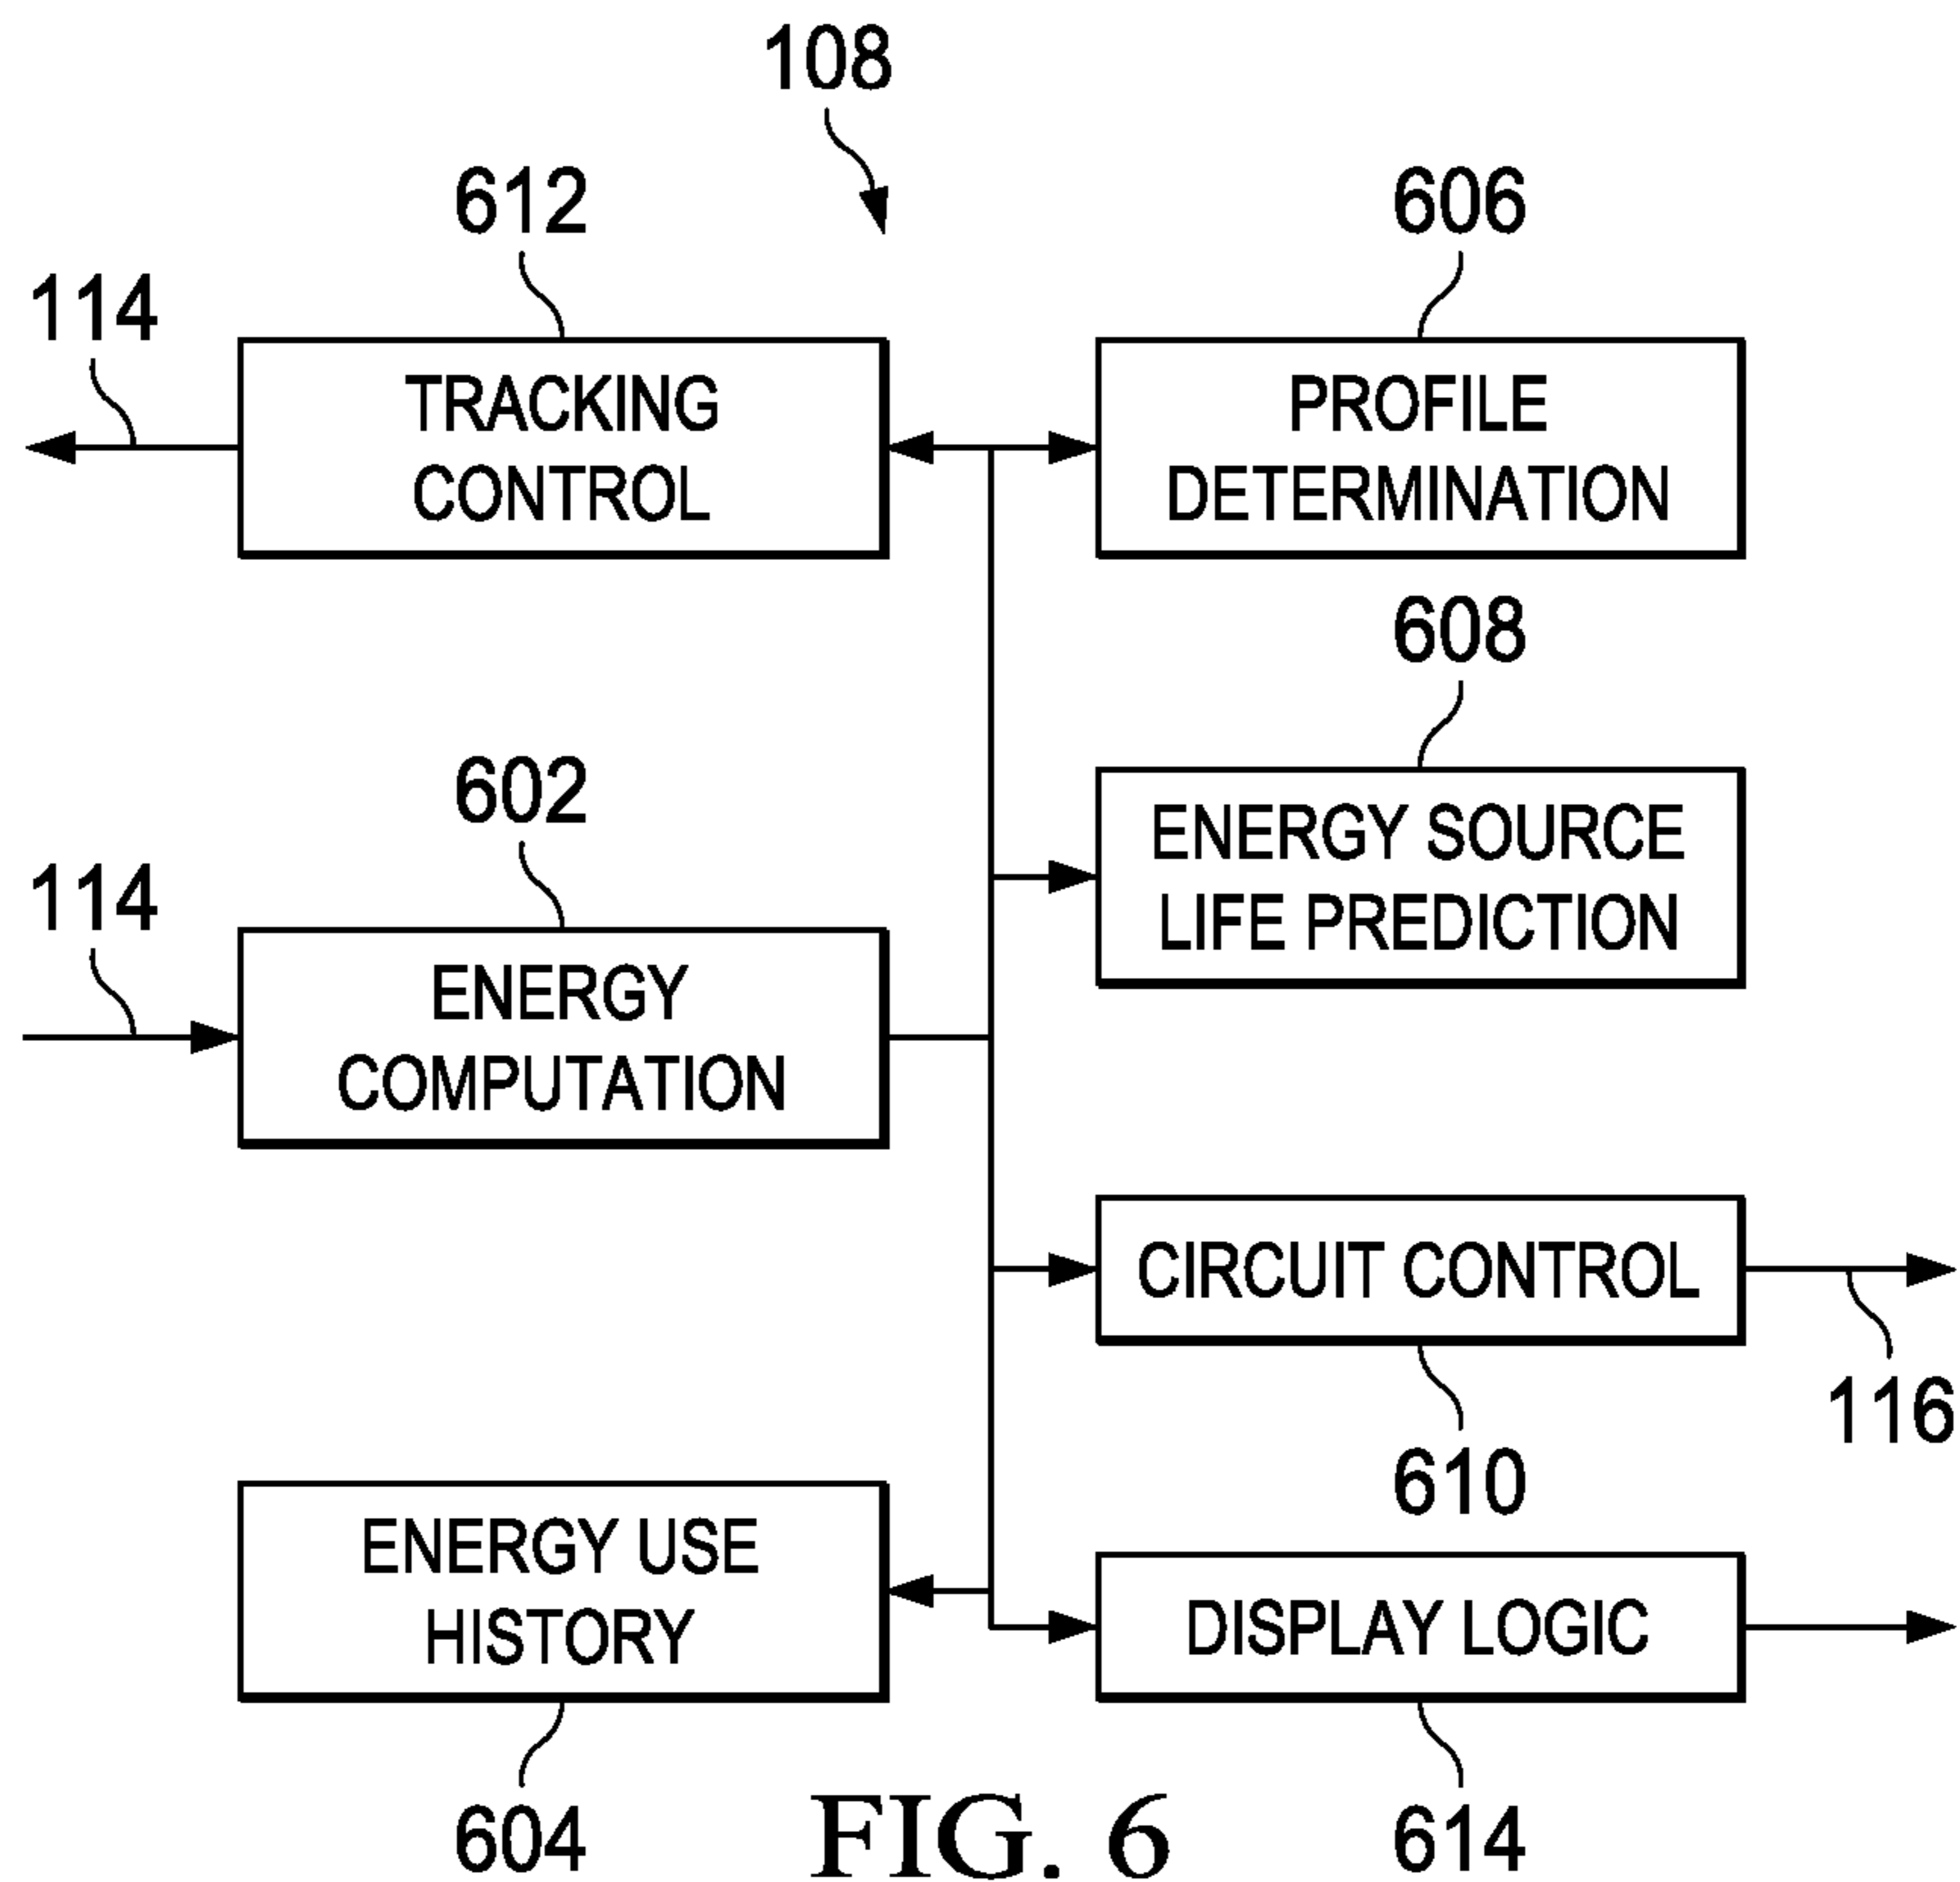 108
612
606
114
TRACKING
CONTROL
PROFILE
DETERMINATION
608
602
ENERGY SOURCE
LIFE PREDICTION
114
ENERGY
COMPUTATION
CIRCUIT CONTROL
116
610
ENERGY USE
HISTORY
DISPLAY LOGIC
604
614
FIG. 6